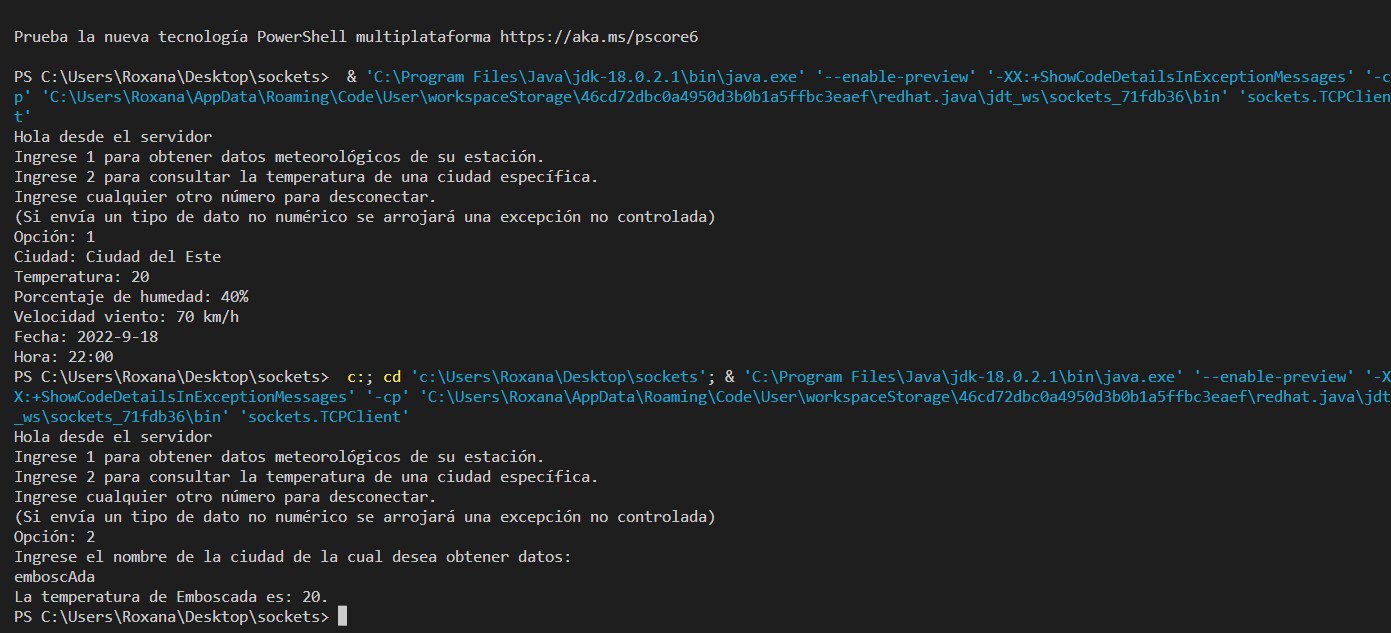 Prueba la nueva tecnología PowerShell multiplataforma https://aka.ms/pscore6
PS C:\Users\Roxana\Desktop\sockets>  & 'C:\Program Files\Java\jdk-18.0.2.1\bin\java.exe' '--enable-preview' '-XX:+ShowCodeDetailsInExceptionMessages' '-c
p' 'C:\Users\Roxana\AppData\Roaming\Code\User\workspaceStorage\46cd72dbc0a4950d3b0b1a5ffbc3eaef\redhat.java\jdt_ws\sockets_71fdb36\bin' 'sockets.TCPClien
t'
Hola desde el servidor
Ingrese 1 para obtener datos meteorológicos de su estación.
Ingrese 2 para consultar la temperatura de una ciudad específica.
Ingrese cualquier otro número para desconectar.
(Si envía un tipo de dato no numérico se arrojará una excepción no controlada)
Opción: 1
Ciudad: Ciudad del Este
Temperatura: 20
Porcentaje de humedad: 40%
Velocidad viento: 70 km/h
Fecha: 2022-9-18
Hora: 22:00
PS C:\Users\Roxana\Desktop\sockets>  c:; cd 'c:\Users\Roxana\Desktop\sockets'; & 'C:\Program Files\Java\jdk-18.0.2.1\bin\java.exe' '--enable-preview' '-X
X:+ShowCodeDetailsInExceptionMessages' '-cp' 'C:\Users\Roxana\AppData\Roaming\Code\User\workspaceStorage\46cd72dbc0a4950d3b0b1a5ffbc3eaef\redhat.java\jdt
_ws\sockets_71fdb36\bin' 'sockets.TCPClient'
Hola desde el servidor
Ingrese 1 para obtener datos meteorológicos de su estación.
Ingrese 2 para consultar la temperatura de una ciudad específica.
Ingrese cualquier otro número para desconectar.
(Si envía un tipo de dato no numérico se arrojará una excepción no controlada)
Opción: 2
Ingrese el nombre de la ciudad de la cual desea obtener datos:
emboscAda
La temperatura de Emboscada es: 20.
PS C:\Users\Roxana\Desktop\sockets>